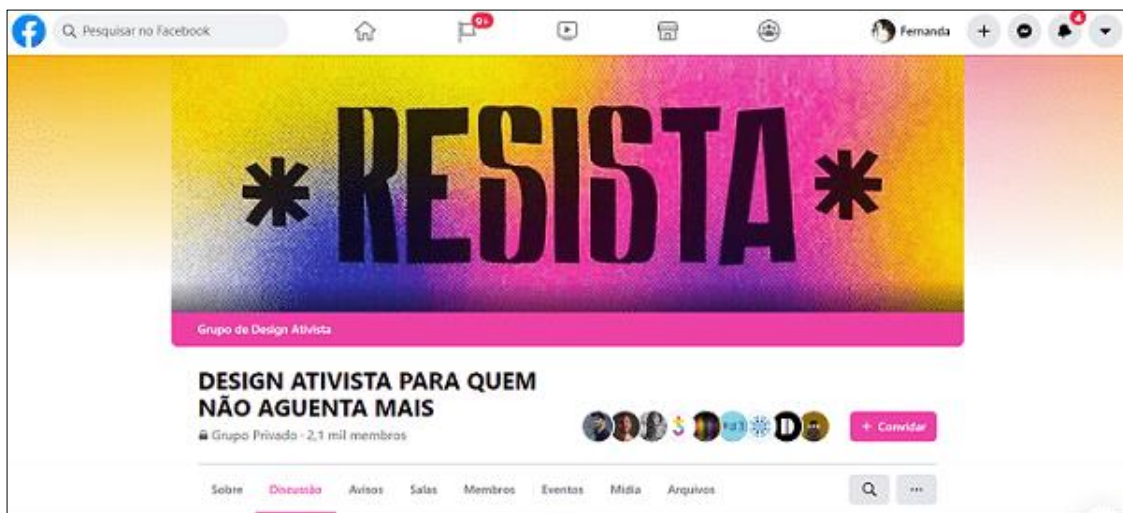 Pesquisar no Facebook
9+
Fernanda
4
* RESISTA *
Grupo de Design Ativista
DESIGN ATIVISTA PARA QUEM
NÃO AGUENTA MAIS
Grupo Privado · 2,1 mil membros
+ Convidar
Sobre Discussão Avisos Salas Membros Eventos Mídia Arquivos